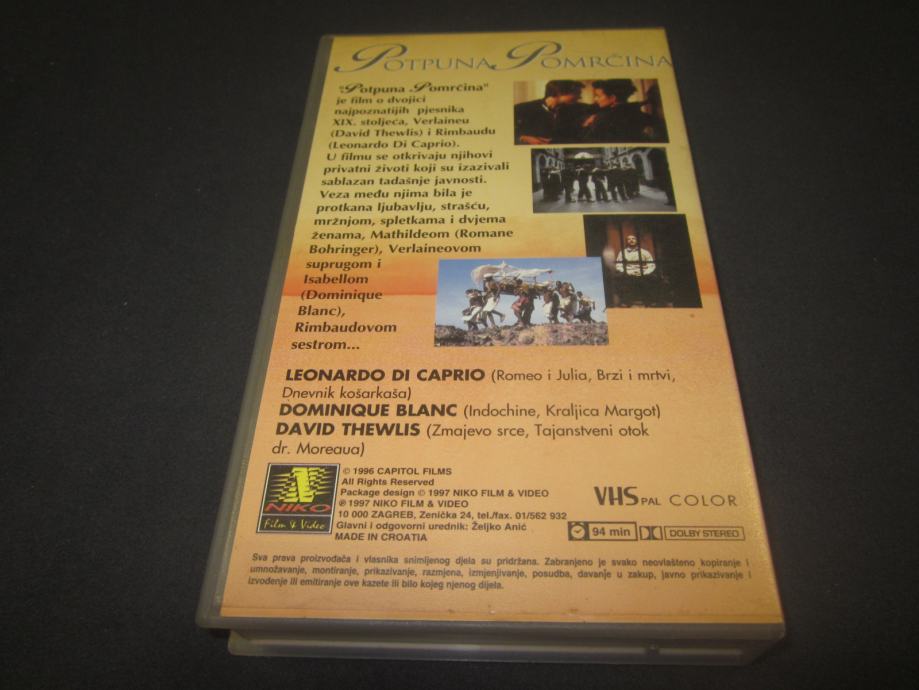 POTPUNA POMRČINA
"Potpuna Pomrčina"
je film o dvojici
najpoznatijih pjesnika
XIX. stoljeća, Verlaineu
(David Thewlis) i Rimbaudu
(Leonardo Di Caprio).
U filmu se otkrivaju njihovi
privatni životi koji su izazivali
sablazan tadašnje javnosti.
Veza među njima bila je
protkana ljubavlju, strašću,
mržnjom, spletkama i dvjema
ženama, Mathildeom (Romane
Bohringer), Verlaineovom
suprugom i
Isabellom
(Dominique
Blanc),
Rimbaudovom
sestrom...
LEONARDO DI CAPRIO (Romeo i Julia, Brzi i mrtvi,
Dnevnik košarkaša)
DOMINIQUE BLANC (Indochine, Kraljica Margot)
DAVID THEWLIS (Zmajevo srce, Tajanstveni otok
dr. Moreaua)
NIKO
Film & Video
© 1996 CAPITOL FILMS
All Rights Reserved
Package design © 1997 NIKO FILM & VIDEO
℗ 1997 NIKO FILM & VIDEO
10 000 ZAGREB, Zenička 24, tel./fax. 01/562 932
Glavni i odgovorni urednik: Željko Anić
MADE IN CROATIA
VHS PAL COLOR
94 min DOLBY STEREO
Sva prava proizvođača i vlasnika snimljenog djela su pridržana. Zabranjeno je svako neovlašteno kopiranje i
umnožavanje, montiranje, prikazivanje, razmjena, izmjenjivanje, posudba, davanje u zakup, javno prikazivanje i
izvođenje ili emitiranje ove kazete ili bilo kojeg njenog dijela.